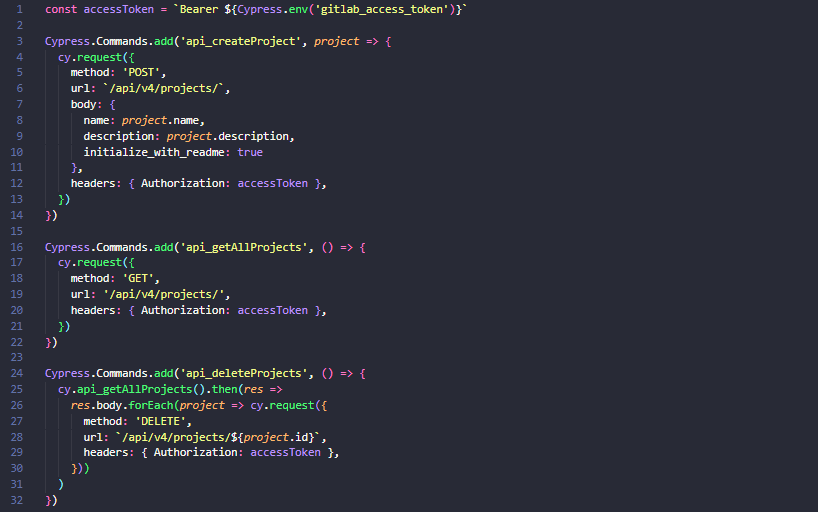 1 const accessToken = `Bearer ${Cypress.env('gitlab_access_token')}`
2
3 Cypress.Commands.add('api_createProject', project => {
4   cy.request({
5     method: 'POST',
6     url: `/api/v4/projects/`,
7     body: {
8       name: project.name,
9       description: project.description,
10       initialize_with_readme: true
11     },
12     headers: { Authorization: accessToken },
13   })
14 })
15
16 Cypress.Commands.add('api_getAllProjects', () => {
17   cy.request({
18     method: 'GET',
19     url: '/api/v4/projects/',
20     headers: { Authorization: accessToken },
21   })
22 })
23
24 Cypress.Commands.add('api_deleteProjects', () => {
25   cy.api_getAllProjects().then(res =>
26     res.body.forEach(project => cy.request({
27       method: 'DELETE',
28       url: `/api/v4/projects/${project.id}`,
29       headers: { Authorization: accessToken },
30     }))
31   )
32 })